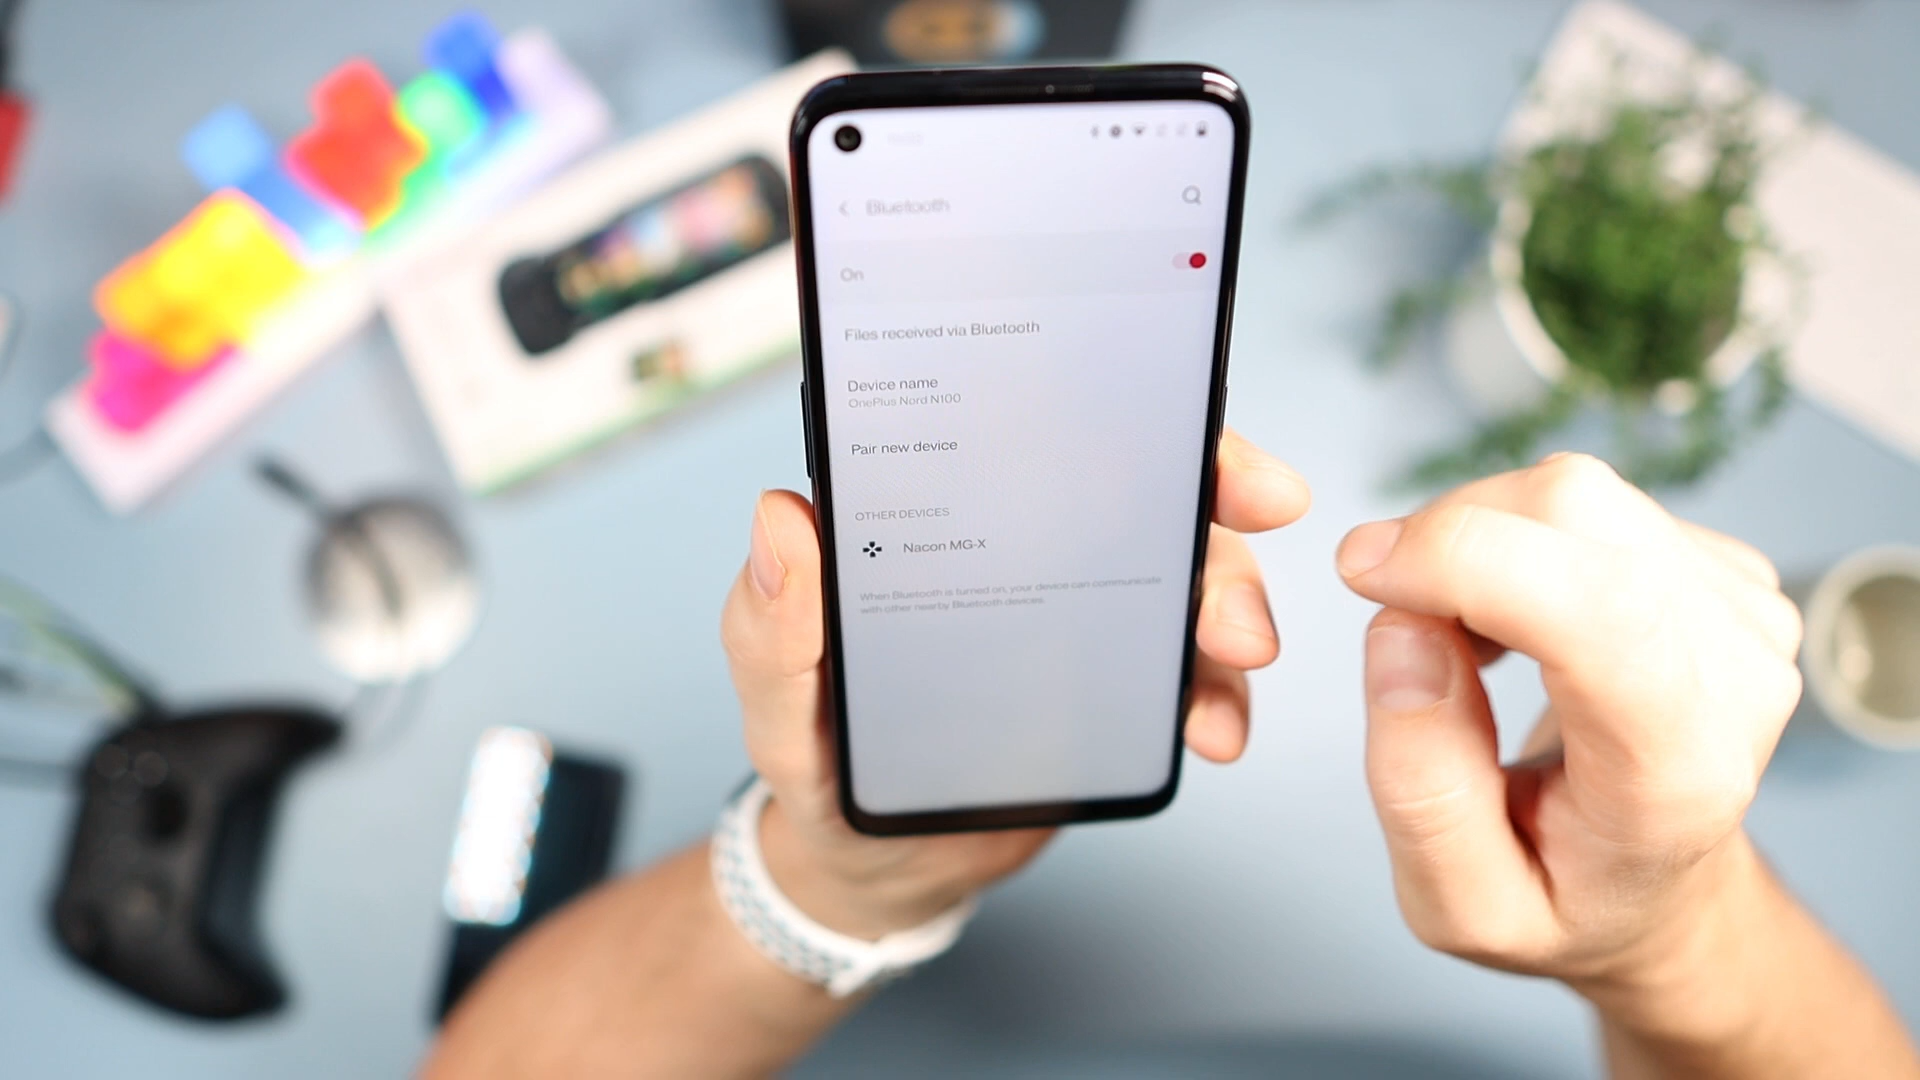 Bluetooth
On
Files received via Bluetooth
Device name
OnePlus Nord N100
Pair new device
OTHER DEVICES
Nacon MG-X
When Bluetooth is turned on, your device can communicate
with other nearby Bluetooth devices.